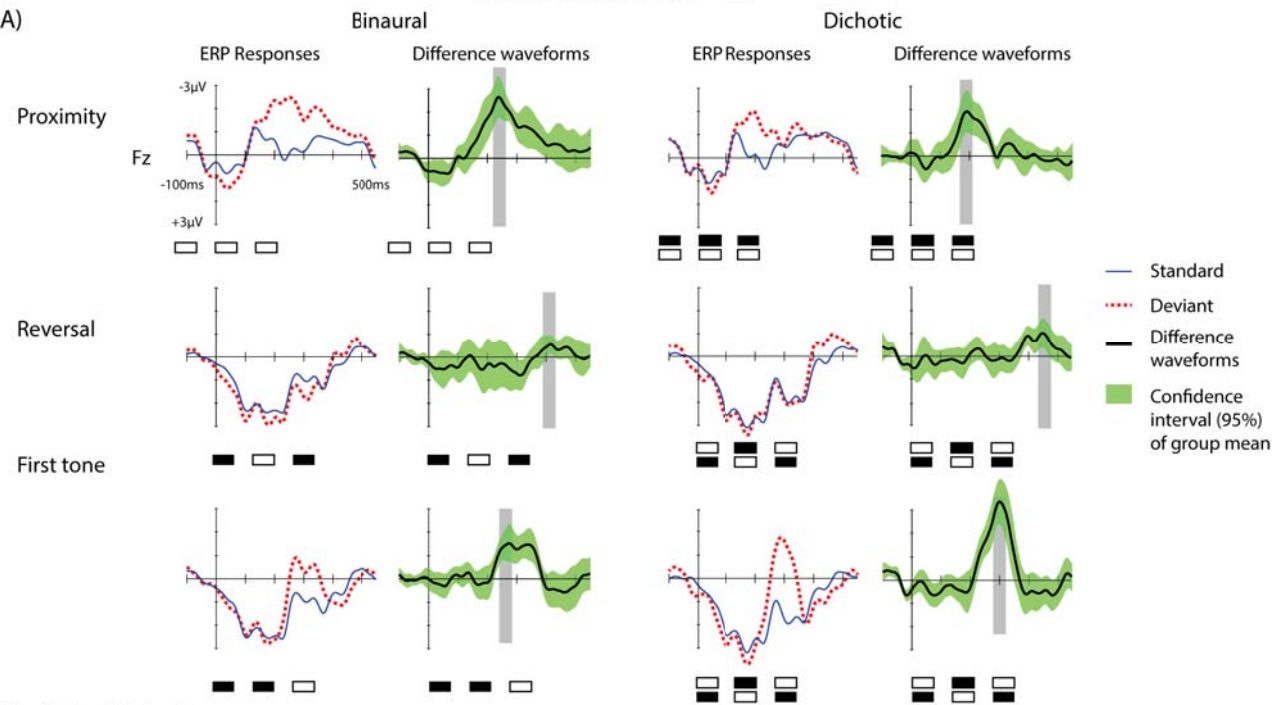 A)
Binaural
Dichotic
ERP Responses
Difference waveforms
ERP Responses
Difference waveforms
Proximity
-3µV
Fz
-100ms
500ms
+3µV
Reversal
First tone
Standard
Deviant
Difference
waveforms
Confidence
interval (95%)
of group mean